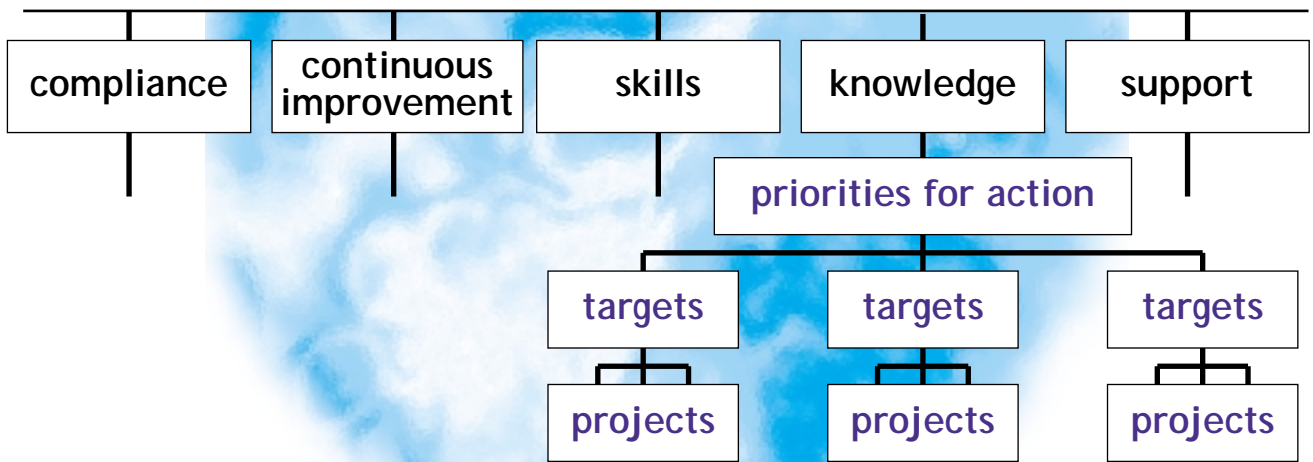 compliance
continuous
improvement
skills
knowledge
support
priorities for action
targets
targets
targets
projects
projects
projects